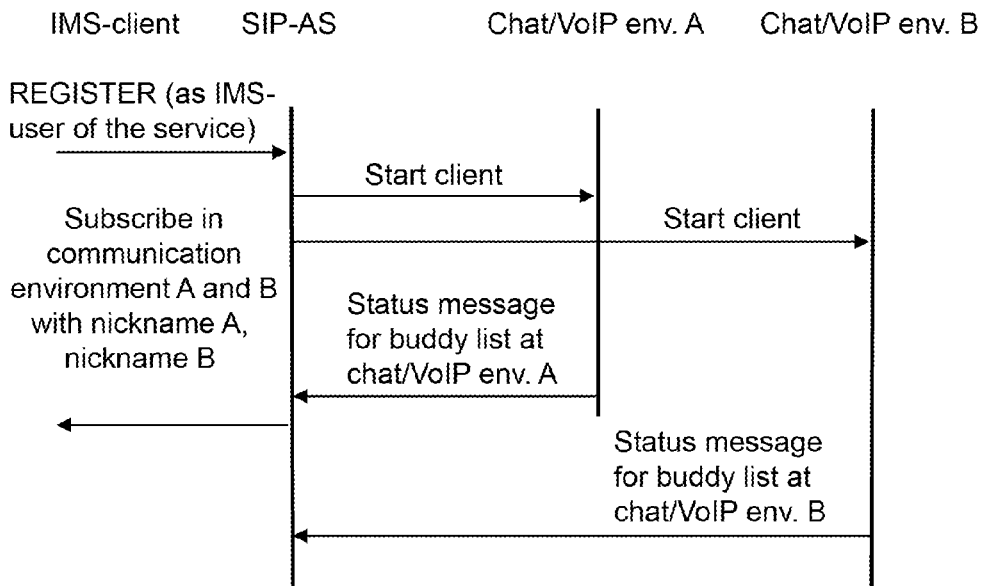 IMS-client SIP-AS Chat/VoIP env. A Chat/VoIP env. B
REGISTER (as IMS-
user of the service)
Start client
Start client
Subscribe in
communication
environment A and B
with nickname A,
nickname B
Status message
for buddy list at
chat/VoIP env. A
Status message
for buddy list at
chat/VoIP env. B